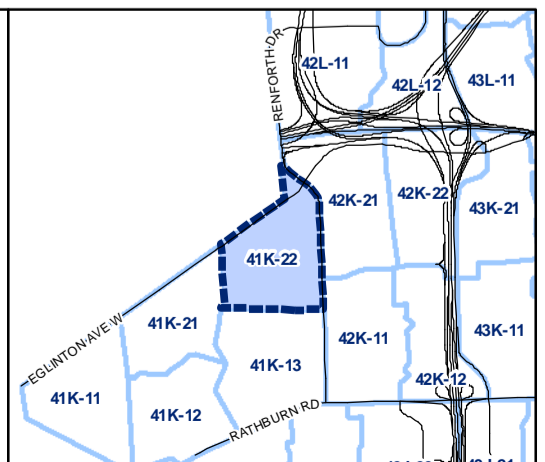 RENFORTH DR
42L-11
42L-12
43L-11
42K-21
42K-22
43K-21
41K-22
EGLINTON AVE W
41K-21
42K-11
43K-11
41K-13
42K-12
41K-11
41K-12
RATHBURN RD